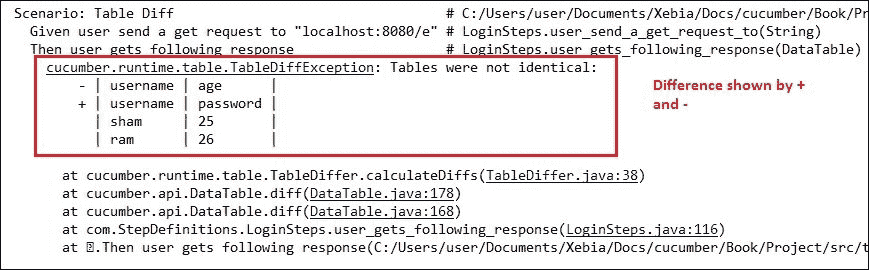 Scenario: Table Diff # C:/Users/user/Documents/Xebia/Docs/cucumber/Book/Pro
Given user send a get request to "localhost:8080/e" # LoginSteps.user_send_a_get_request_to(String)
Then user gets following response # LoginSteps.user_gets_following_response(DataTable)
cucumber.runtime.table.TableDiffException: Tables were not identical:
- | username | age |
+ | username | password |
| sham | 25 |
| ram | 26 |
Difference shown by +
and -
at cucumber.runtime.table.TableDiffer.calculateDiffs(TableDiffer.java:38)
at cucumber.api.DataTable.diff(DataTable.java:178)
at cucumber.api.DataTable.diff(DataTable.java:168)
at com.StepDefinitions.LoginSteps.user_gets_following_response(LoginSteps.java:116)
at .Then user gets following response(C:/Users/user/Documents/Xebia/Docs/cucumber/Book/Project/src/t